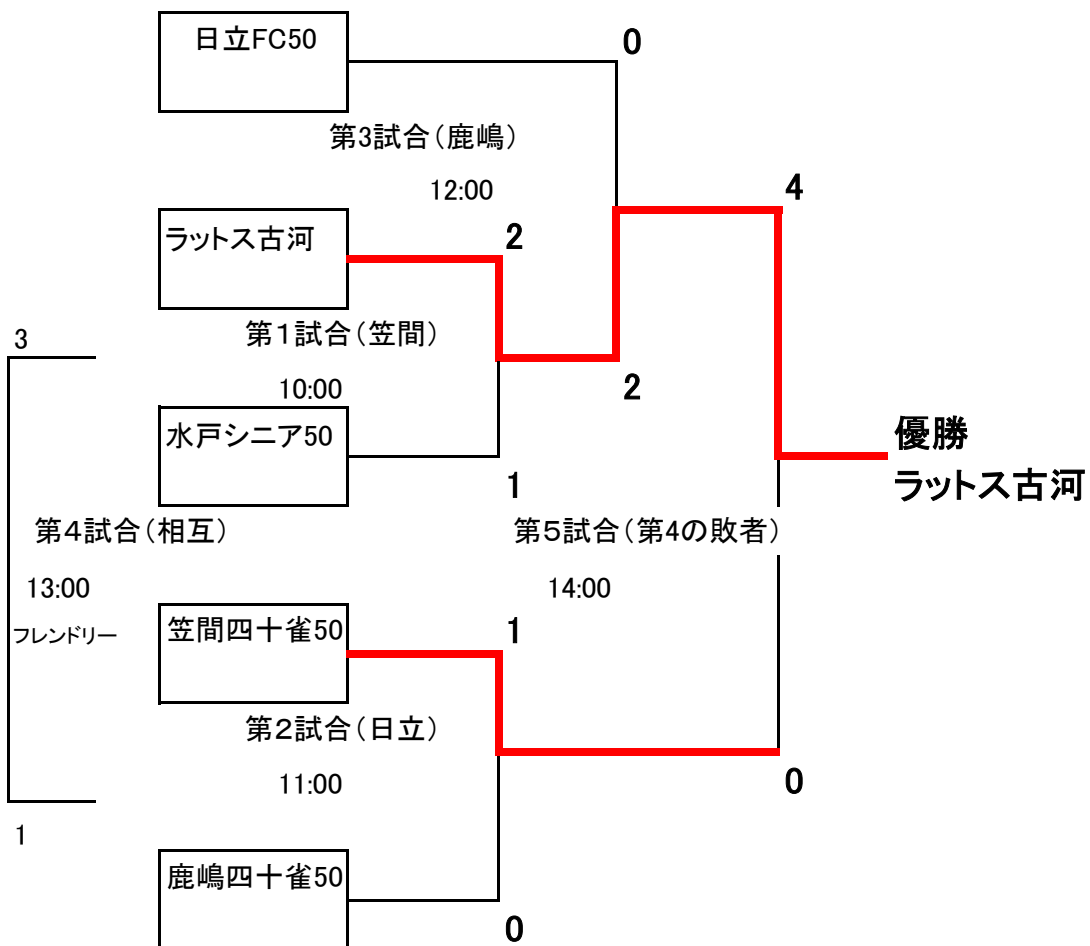 日立FC50
0
第3試合（鹿嶋）
12:00
4
ラットス古河
2
第１試合（笠間）
3
10:00
2
水戸シニア50
優勝
ラットス古河
1
第４試合（相互）
第５試合（第4の敗者）
13:00
14:00
フレンドリー
笠間四十雀50
1
第２試合（日立）
11:00
0
1
鹿嶋四十雀50
0